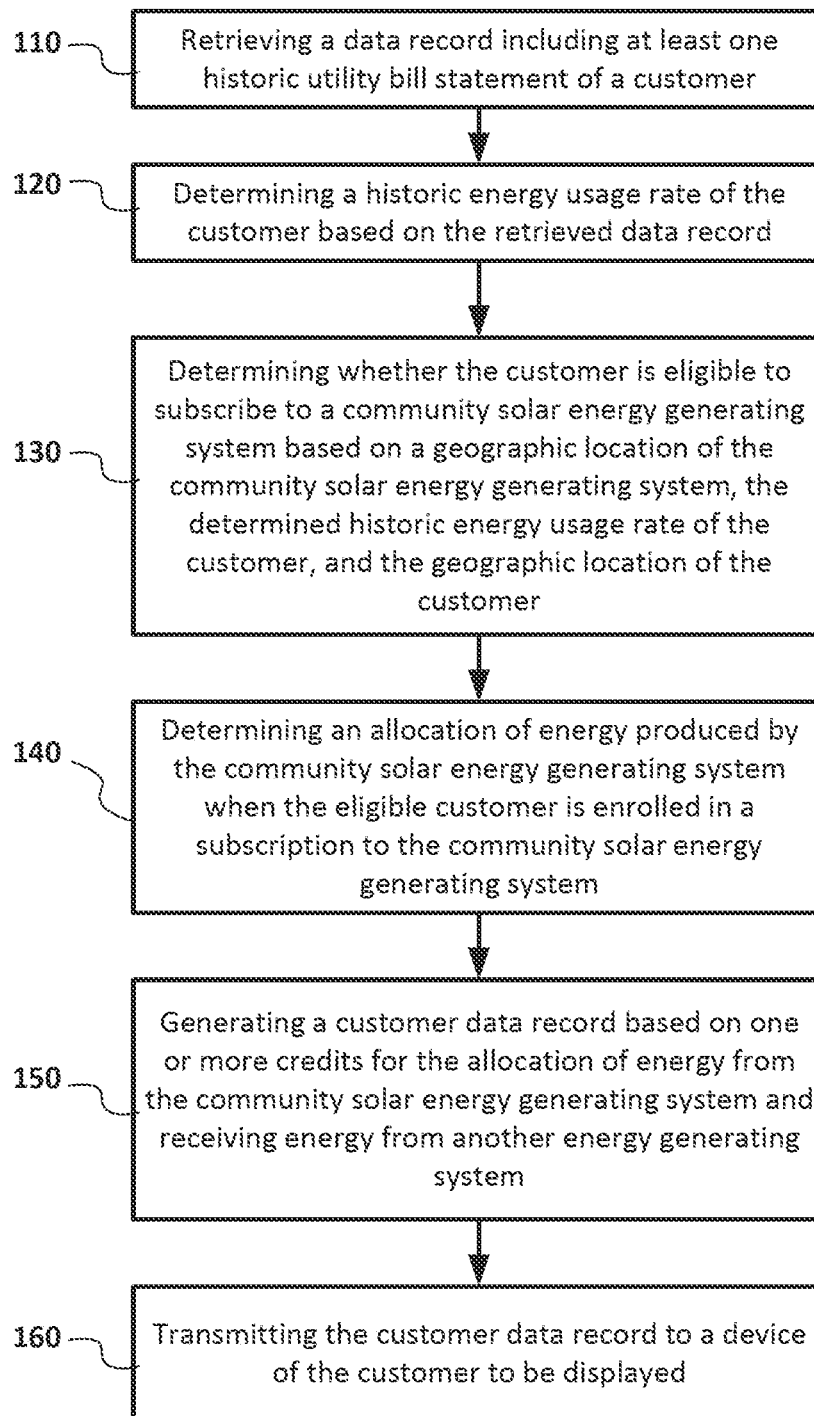 110
Retrieving a data record including at least one
historic utility bill statement of a customer
120
Determining a historic energy usage rate of the
customer based on the retrieved data record
130
Determining whether the customer is eligible to
subscribe to a community solar energy generating
system based on a geographic location of the
community solar energy generating system, the
determined historic energy usage rate of the
customer, and the geographic location of the
customer
140
Determining an allocation of energy produced by
the community solar energy generating system
when the eligible customer is enrolled in a
subscription to the community solar energy
generating system
150
Generating a customer data record based on one
or more credits for the allocation of energy from
the community solar energy generating system and
receiving energy from another energy generating
system
160
Transmitting the customer data record to a device
of the customer to be displayed